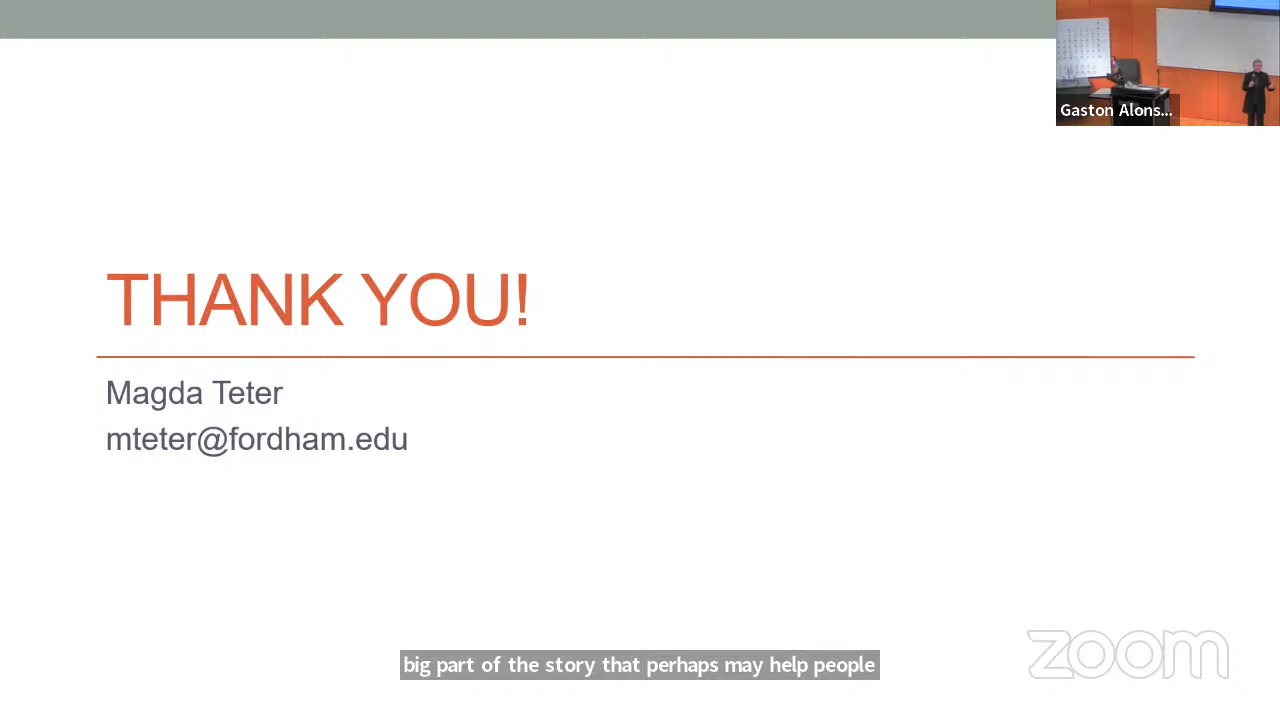 Gaston Alons...
THANK YOU!
Magda Teter
mteter@fordham.edu
big part of the story that perhaps may help people
zoom